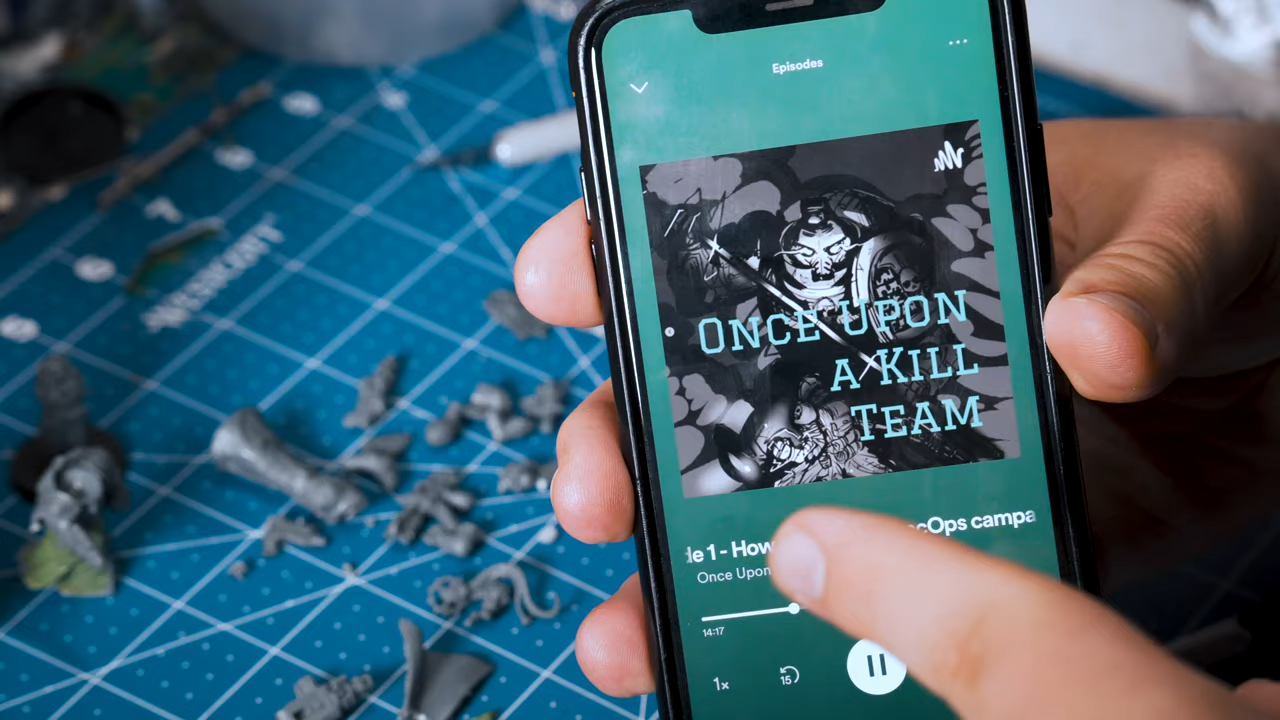 Episodes
ONCE UPON
A KILL
TEAM
de 1 - How cOps campa
Once Upon
14:17
1x
15